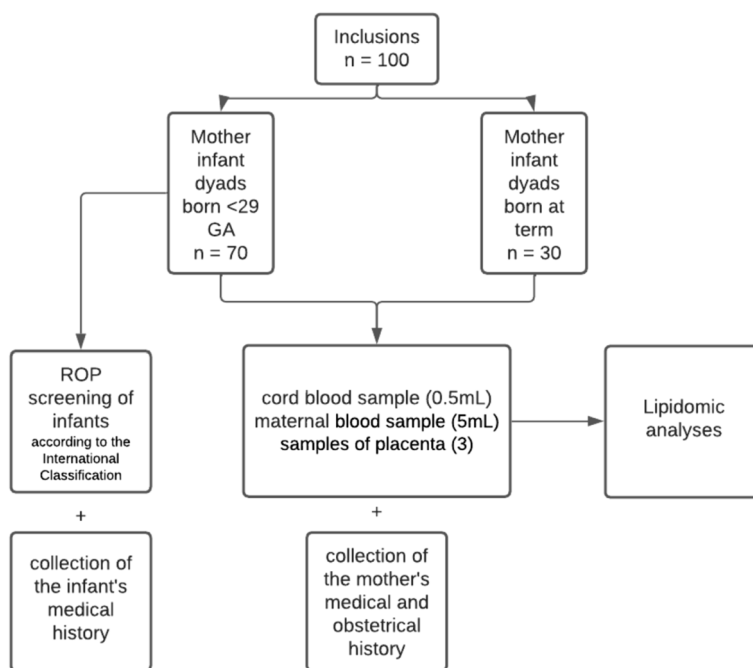 Inclusions
n = 100
Mother
infant
dyads
born <29
GA
n = 70
Mother
infant
dyads
born at
term
n = 30
ROP
screening of
infants
according to the
International
Classification
+
collection of
the infant's
medical
history
cord blood sample (0.5mL)
maternal blood sample (5mL)
samples of placenta (3)
+
collection of
the mother's
medical and
obstetrical
history
Lipidomic
analyses